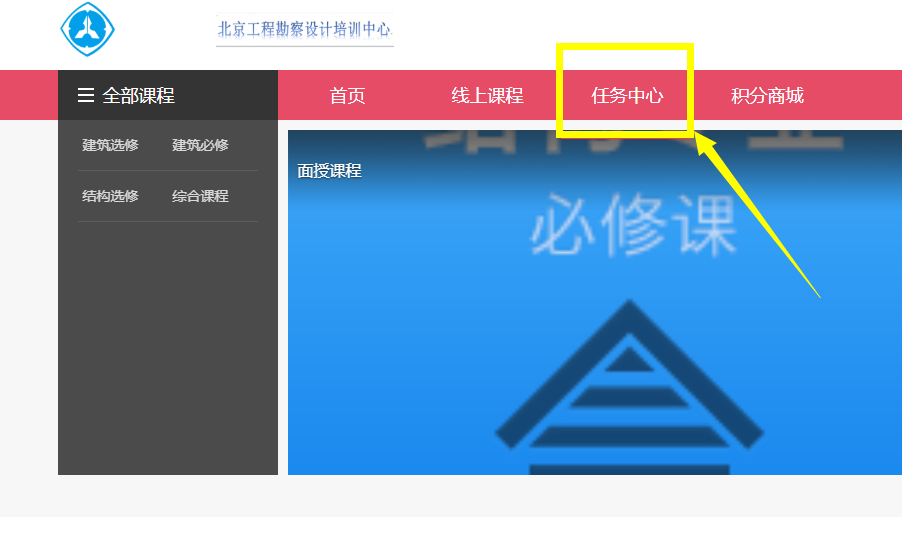 北京工程勘察设计培训中心
全部课程 首页 线上课程 任务中心 积分商城
建筑选修 建筑必修
面授课程
结构选修 综合课程
必修课